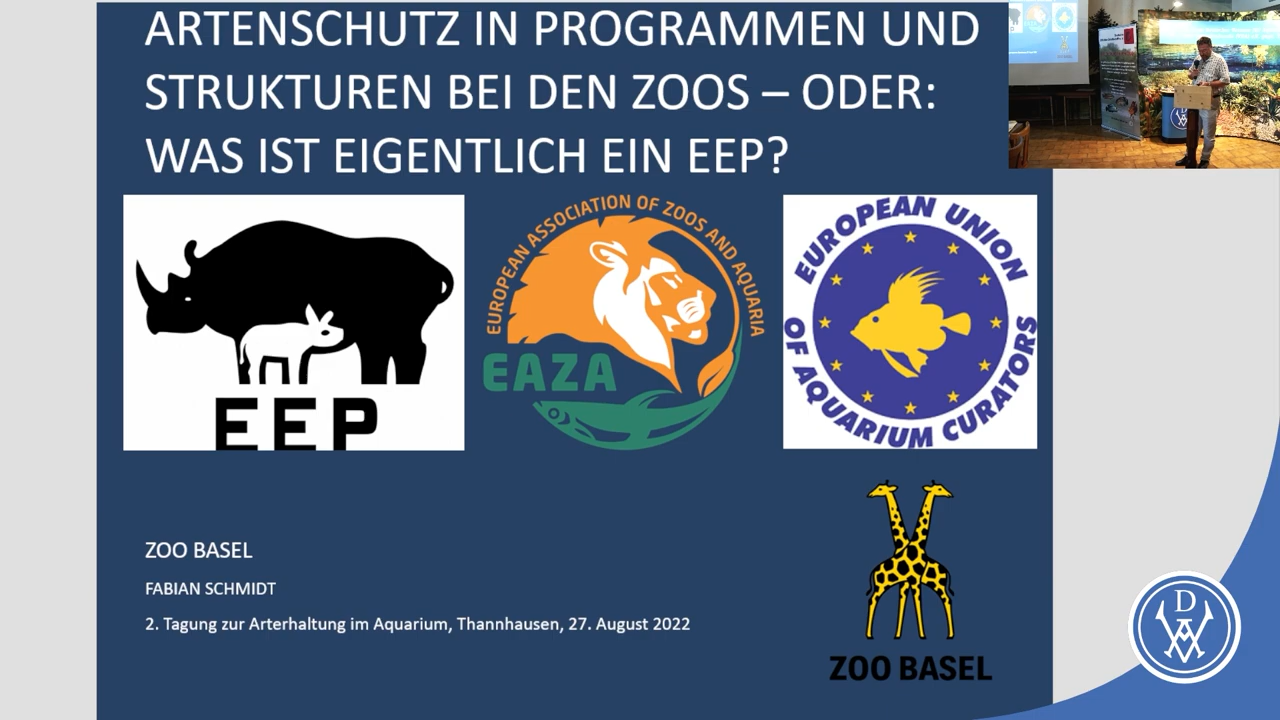 ARTENSCHUTZ IN PROGRAMMEN UND
STRUKTUREN BEI DEN ZOOS – ODER:
WAS IST EIGENTLICH EIN EEP?
EEP
EUROPEAN ASSOCIATION OF ZOOS AND AQUARIA
EAZA
EUROPEAN UNION
OF AQUARIUM CURATORS
ZOO BASEL
FABIAN SCHMIDT
2. Tagung zur Arterhaltung im Aquarium, Thannhausen, 27. August 2022
ZOO BASEL
DWA